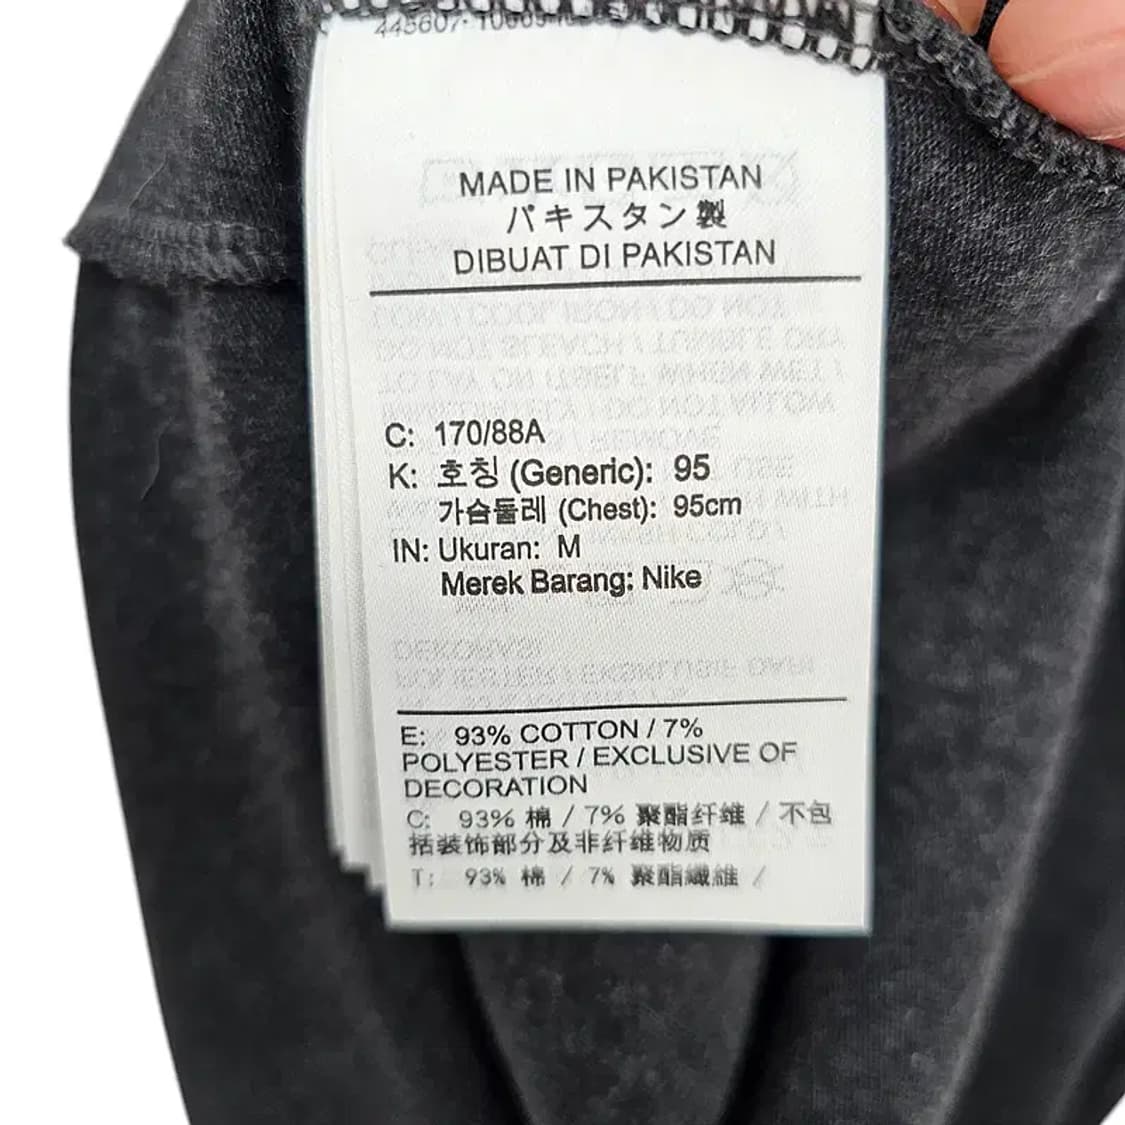 MADE IN PAKISTAN
パキスタン製
DIBUAT DI PAKISTAN
C: 170/88A
K: 호칭 (Generic): 95
가슴둘레 (Chest): 95cm
IN: Ukuran: M
Merek Barang: Nike
E: 93% COTTON / 7%
POLYESTER / EXCLUSIVE OF
DECORATION
C: 93% 棉 / 7% 聚酯纤维 / 不包
括装饰部分及非纤维物质
T: 93% 棉 / 7% 聚酯纖維 /